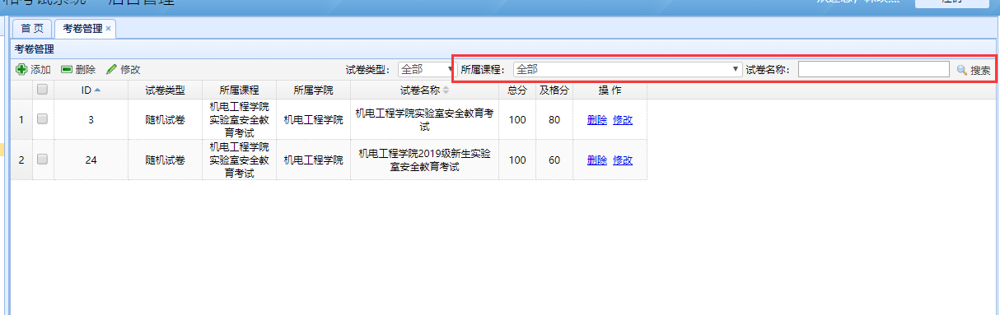 首 页 考卷管理 ×
考卷管理
添加 删除 修改 试卷类型： 全部 所属课程： 全部 试卷名称： 搜索
ID 试卷类型 所属课程 所属学院 试卷名称 总分 及格分 操 作
1 3 随机试卷 机电工程学院
实验室安全教
育考试 机电工程学院 机电工程学院实验室安全教育考
试 100 80 删除 修改
2 24 随机试卷 机电工程学院
实验室安全教
育考试 机电工程学院 机电工程学院2019级新生实验
室安全教育考试 100 60 删除 修改